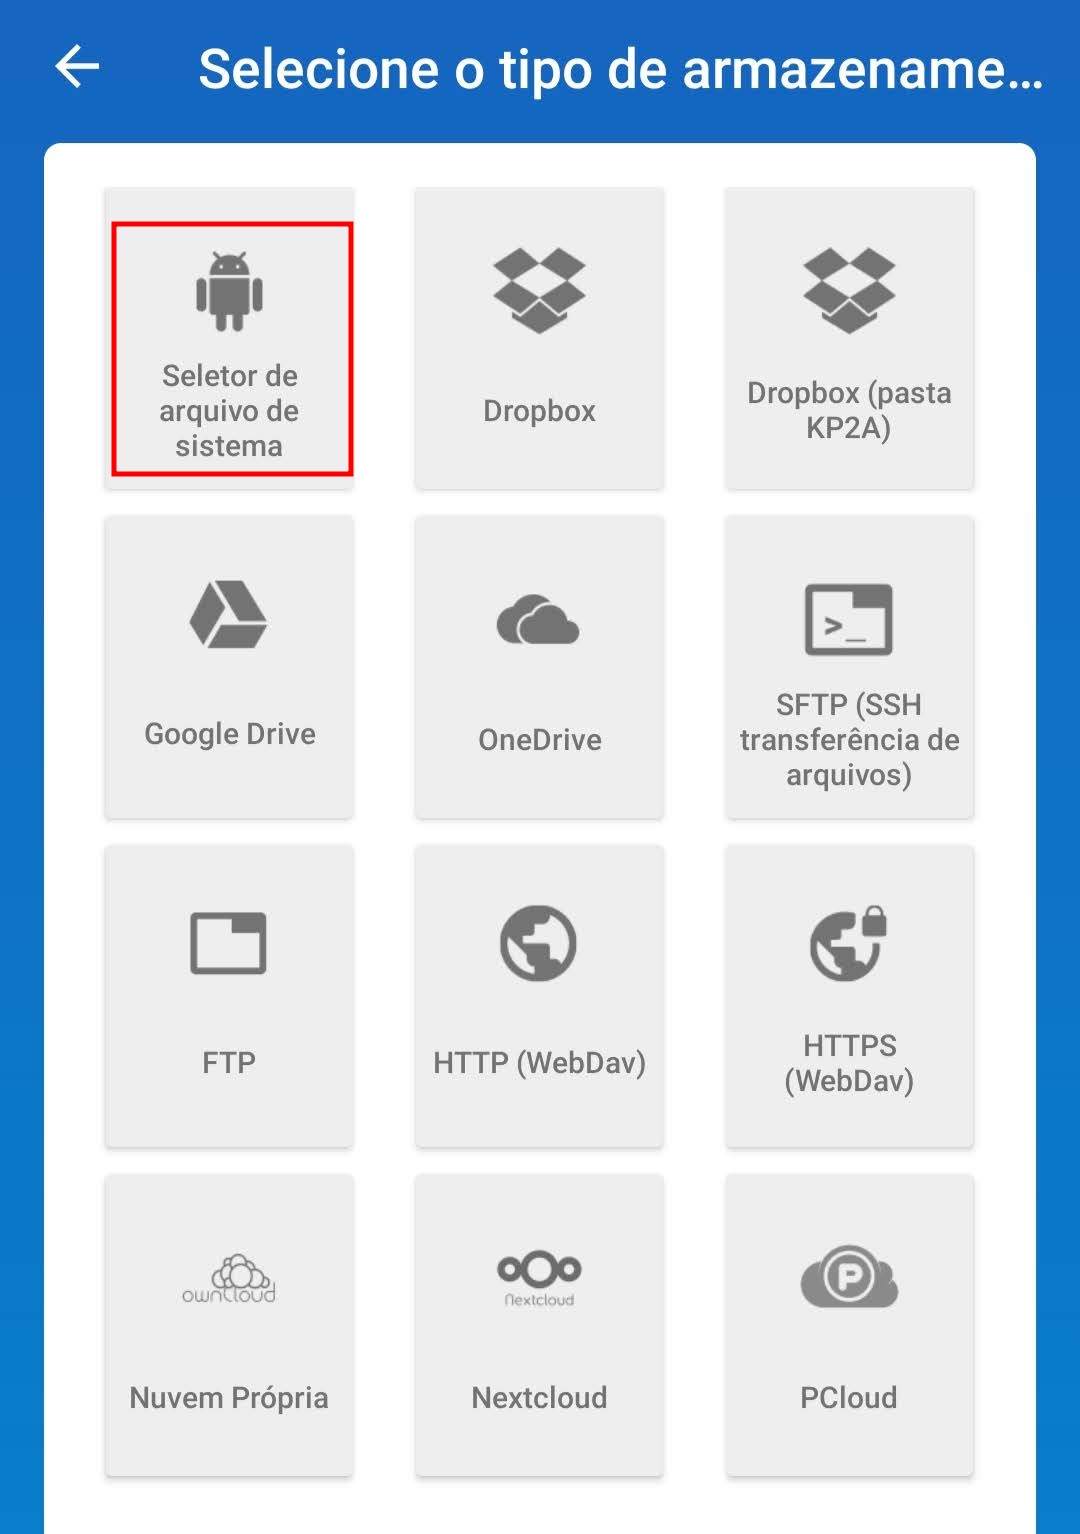 Selecione o tipo de armazename...
Seletor de
arquivo de
sistema
Dropbox
Dropbox (pasta
KP2A)
Google Drive
OneDrive
>_
SFTP (SSH
transferência de
arquivos)
FTP
HTTP (WebDav)
HTTPS
(WebDav)
ownCloud
Nuvem Própria
Nextcloud
Nextcloud
P
PCloud